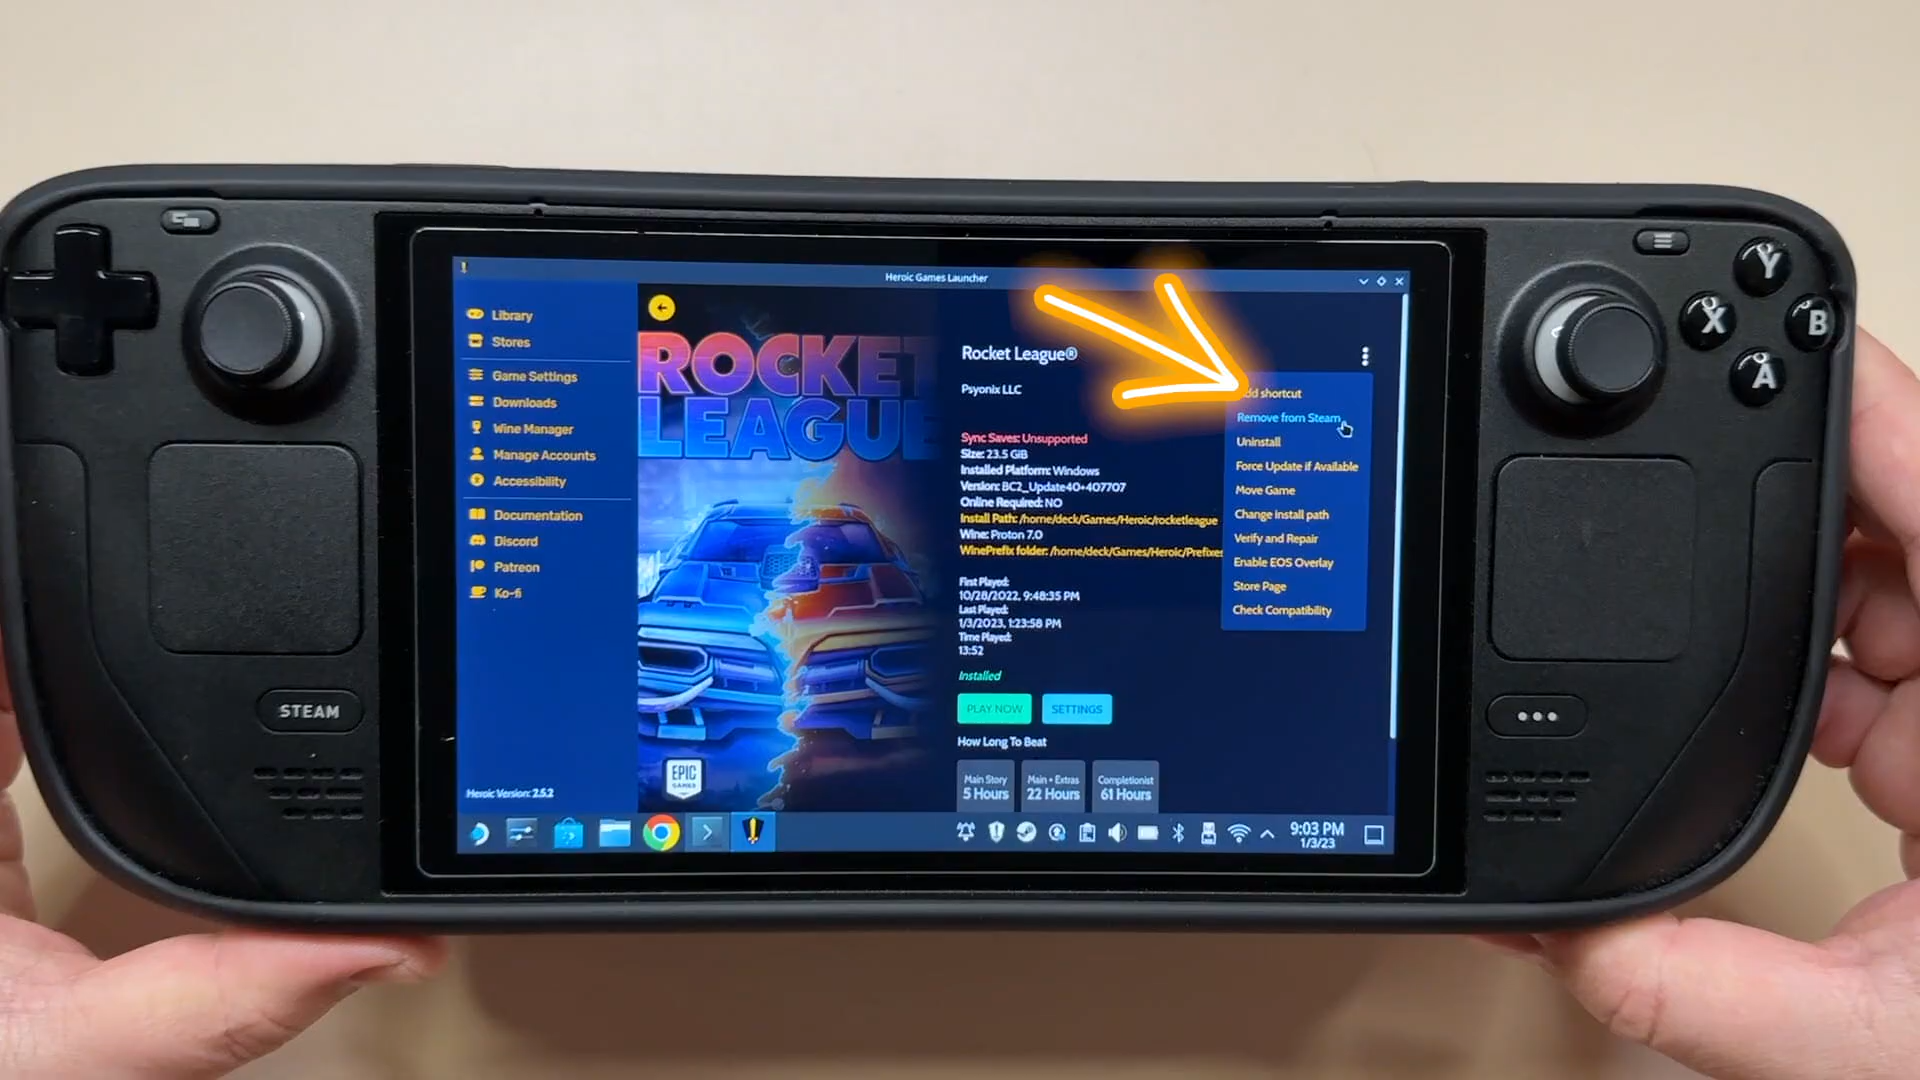 Heroic Games Launcher
Library
Stores
Game Settings
Downloads
Wine Manager
Manage Accounts
Accessibility
Documentation
Discord
Patreon
Ko-fi
Heroic Version: 2.5.2
ROCKET
LEAGUE
EPIC
GAMES
Rocket League®
Psyonix LLC
Sync Saves: Unsupported
Size: 23.5 GiB
Installed Platform: Windows
Version: BC2_Update40+407707
Online Required: NO
Install Path: /home/deck/Games/Heroic/rocketleague
Wine: Proton 7.0
WinePrefix folder: /home/deck/Games/Heroic/Prefixes
First Played:
10/28/2022, 9:48:35 PM
Last Played:
1/3/2023, 1:23:58 PM
Time Played:
13:52
Installed
PLAY NOW
SETTINGS
How Long To Beat
Main Story
5 Hours
Main + Extras
22 Hours
Completionist
61 Hours
dd shortcut
Remove from Steam
Uninstall
Force Update if Available
Move Game
Change install path
Verify and Repair
Enable EOS Overlay
Store Page
Check Compatibility
9:03 PM
1/3/23
STEAM
Y
X
B
A